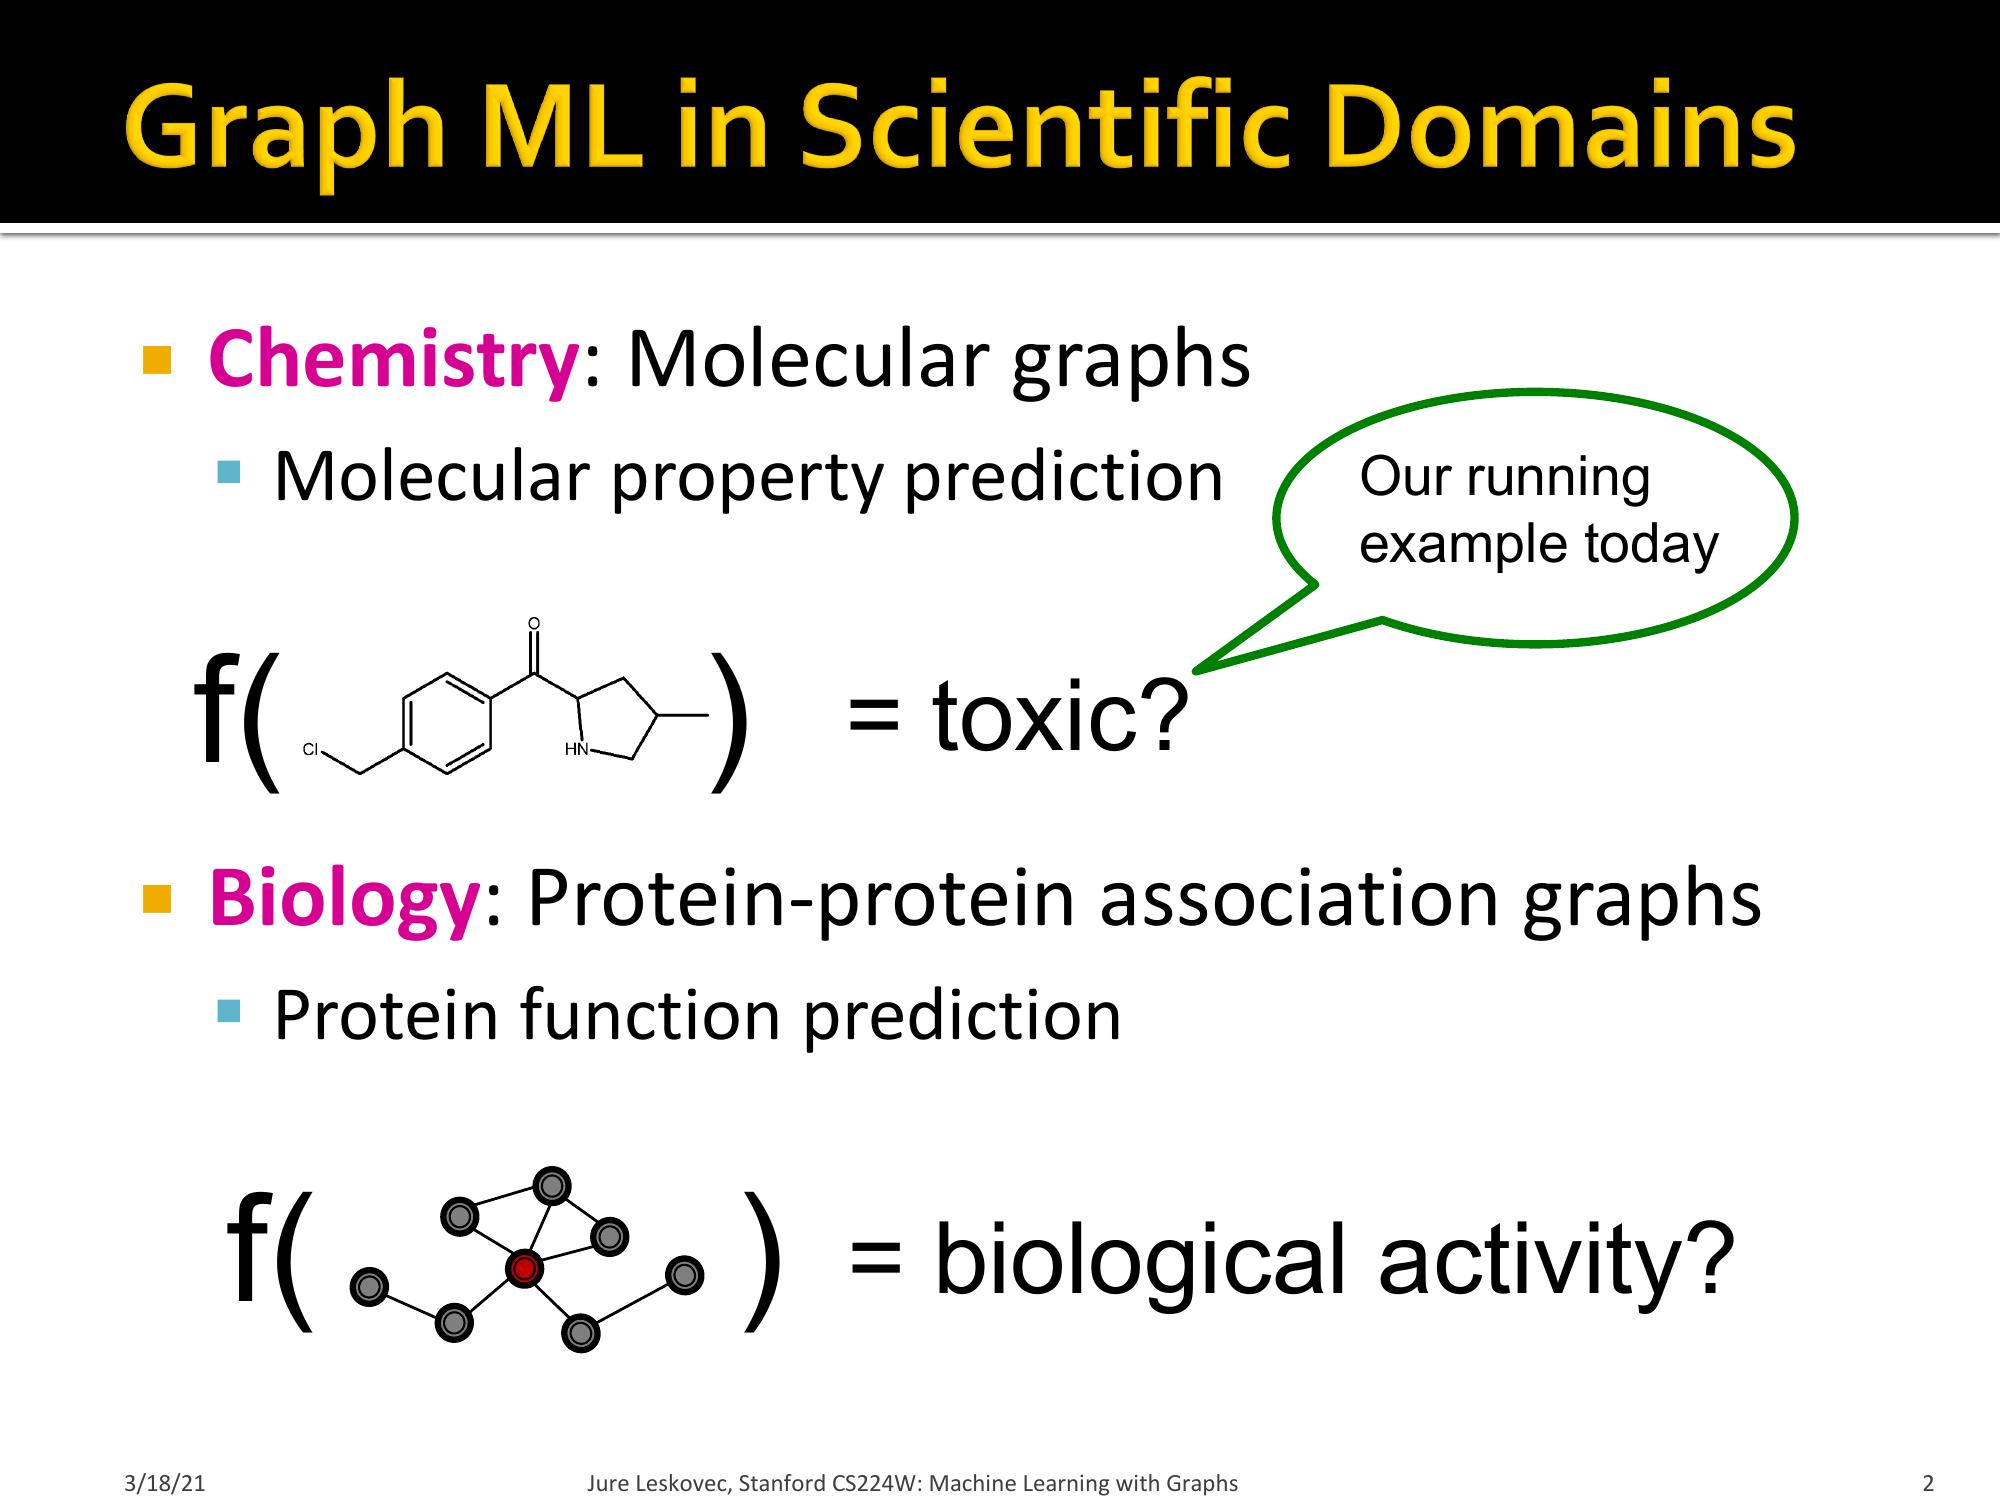 Graph ML in Scientific Domains
Chemistry: Molecular graphs
Molecular property prediction
Our running
example today
f( ) = toxic?
O
Cl
HN
Biology: Protein-protein association graphs
Protein function prediction
f( ) = biological activity?
3/18/21
Jure Leskovec, Stanford CS224W: Machine Learning with Graphs
2